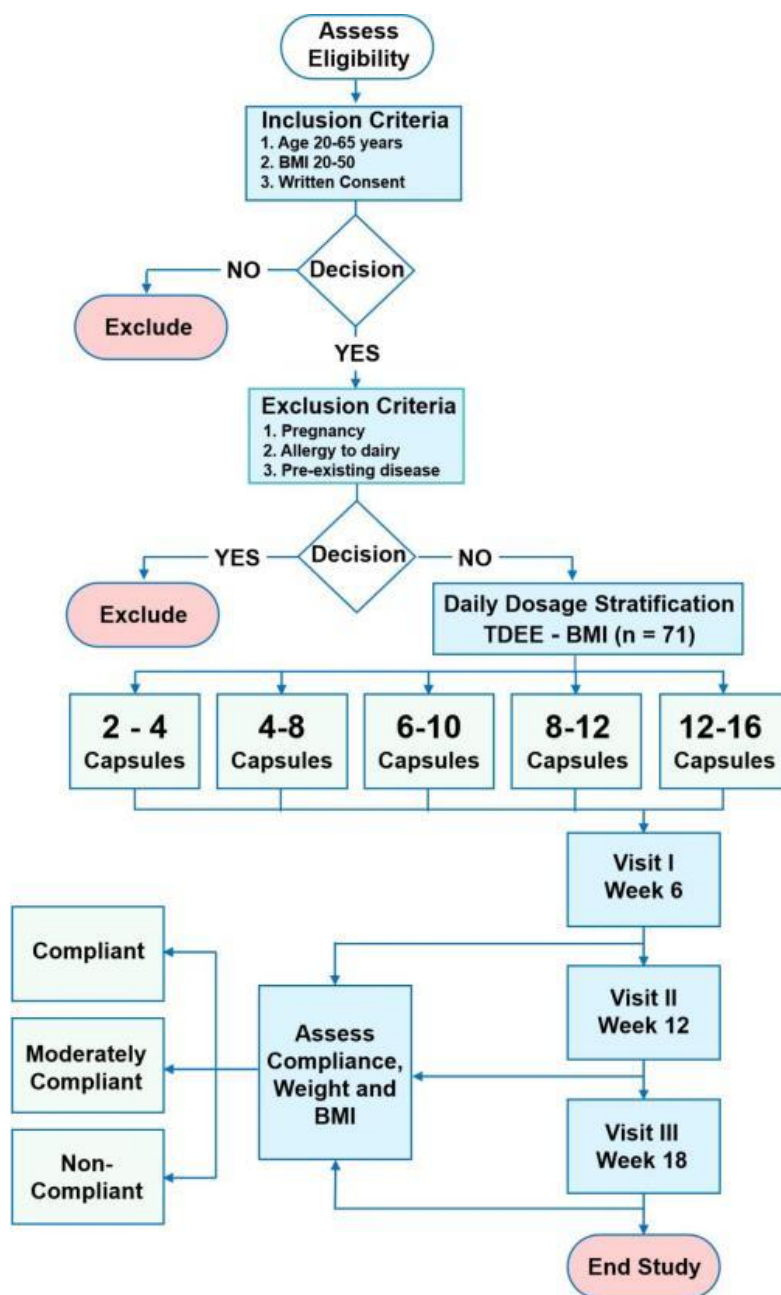 Assess
Eligibility
Inclusion Criteria
1. Age 20-65 years
2. BMI 20-50
3. Written Consent
NO
Decision
Exclude
YES
Exclusion Criteria
1. Pregnancy
2. Allergy to dairy
3. Pre-existing disease
YES
Decision
NO
Exclude
Daily Dosage Stratification
TDEE - BMI (n = 71)
2 - 4
Capsules
4-8
Capsules
6-10
Capsules
8-12
Capsules
12-16
Capsules
Visit I
Week 6
Compliant
Moderately
Compliant
Non-
Compliant
Assess
Compliance,
Weight and
BMI
Visit II
Week 12
Visit III
Week 18
End Study